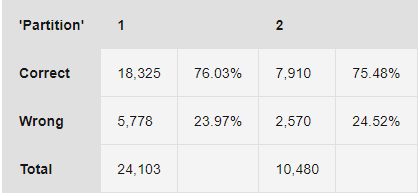 'Partition' 1 2
Correct 18,325 76.03% 7,910 75.48%
Wrong 5,778 23.97% 2,570 24.52%
Total 24,103 10,480